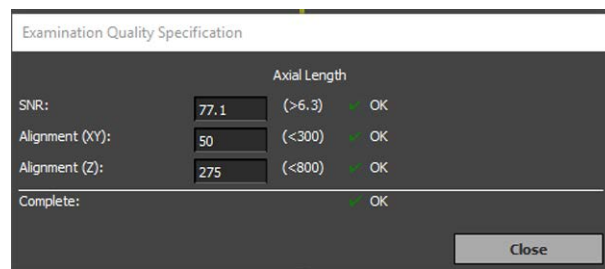 Examination Quality Specification
Axial Length
SNR: 77.1 (>6.3) ✓ OK
Alignment (XY): 50 (<300) ✓ OK
Alignment (Z): 275 (<800) ✓ OK
Complete: ✓ OK
Close